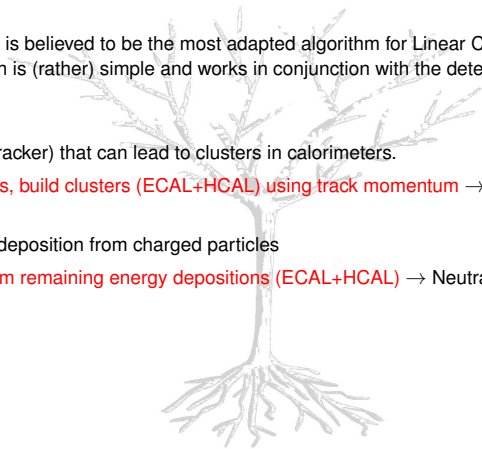 is believed to be the most adapted algorithm for Linear C
is (rather) simple and works in conjunction with the dete
racker) that can lead to clusters in calorimeters.
s, build clusters (ECAL+HCAL) using track momentum →
deposition from charged particles
m remaining energy depositions (ECAL+HCAL) → Neutra